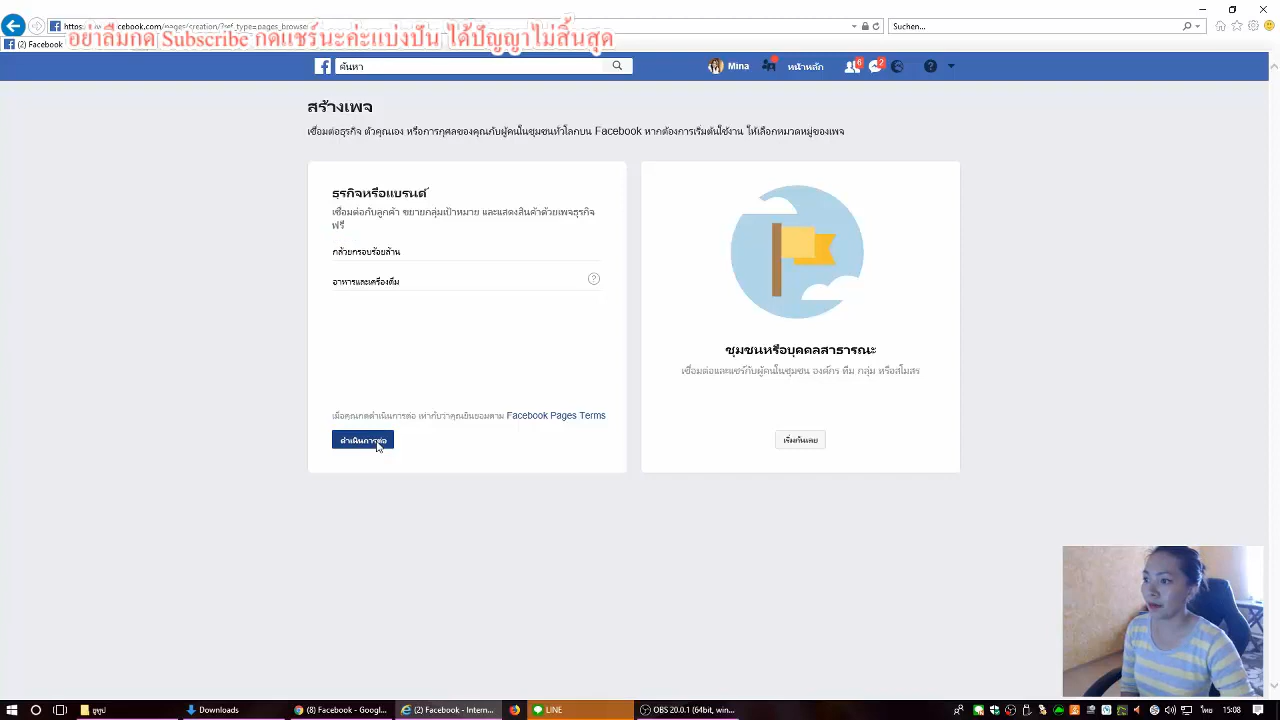 https:
cebook.com/pages/creation/?ref_type=pages_browse
Suchen...
(2) Facebook
อย่าลืมกด Subscribe กดแชร์นะค่ะแบ่งปัน ได้ปัญญาไม่สิ้นสุด
ค้นหา
Mina
หน้าหลัก
6
2
สร้างเพจ
เชื่อมต่อธุรกิจ ตัวคุณเอง หรือการกุศลของคุณกับผู้คนในชุมชนทั่วโลกบน Facebook หากต้องการเริ่มต้นใช้งาน ให้เลือกหมวดหมู่ของเพจ
ธุรกิจหรือแบรนด์
เชื่อมต่อกับลูกค้า ขยายกลุ่มเป้าหมาย และแสดงสินค้าด้วยเพจธุรกิจ
ฟรี
กล้วยกรอบร้อยล้าน
อาหารและเครื่องดื่ม
เมื่อคุณกดดำเนินการต่อ เท่ากับว่าคุณยินยอมตาม Facebook Pages Terms
ดำเนินการต่อ
ชุมชนหรือบุคคลสาธารณะ
เชื่อมต่อและแชร์กับผู้คนในชุมชน องค์กร ทีม กลุ่ม หรือสโมสร
เริ่มกันเลย
ยูทูป
Downloads
(8) Facebook - Googl...
(2) Facebook - Intern...
LINE
OBS 20.0.1 (64bit, win...
ไทย
15:08